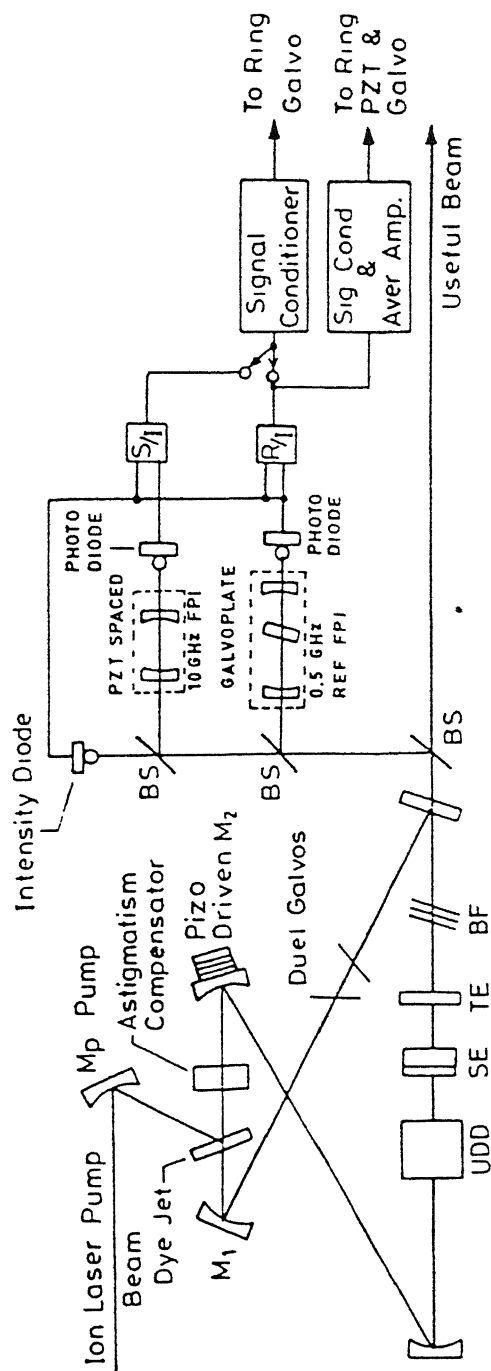 Ion Laser Pump
Beam
Dye Jet
Mp Pump
Astigmatism
Compensator
Pizo
Driven M2
M1
Duel Galvos
UDD
SE
TE
BF
Intensity Diode
BS
BS
BS
PZT SPACED
10GHz FPI
PHOTO
DIODE
GALVOPLATE
0.5 GHz
REF FPI
PHOTO
DIODE
S/I
R/I
Signal
Conditioner
Sig Cond
&
Aver Amp.
To Ring
Galvo
To Ring
PZT &
Galvo
Useful Beam